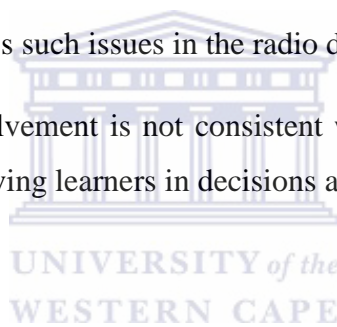 s such issues in the radio d
lvement is not consistent
ving learners in decisions a
UNIVERSITY of the
WESTERN CAPE